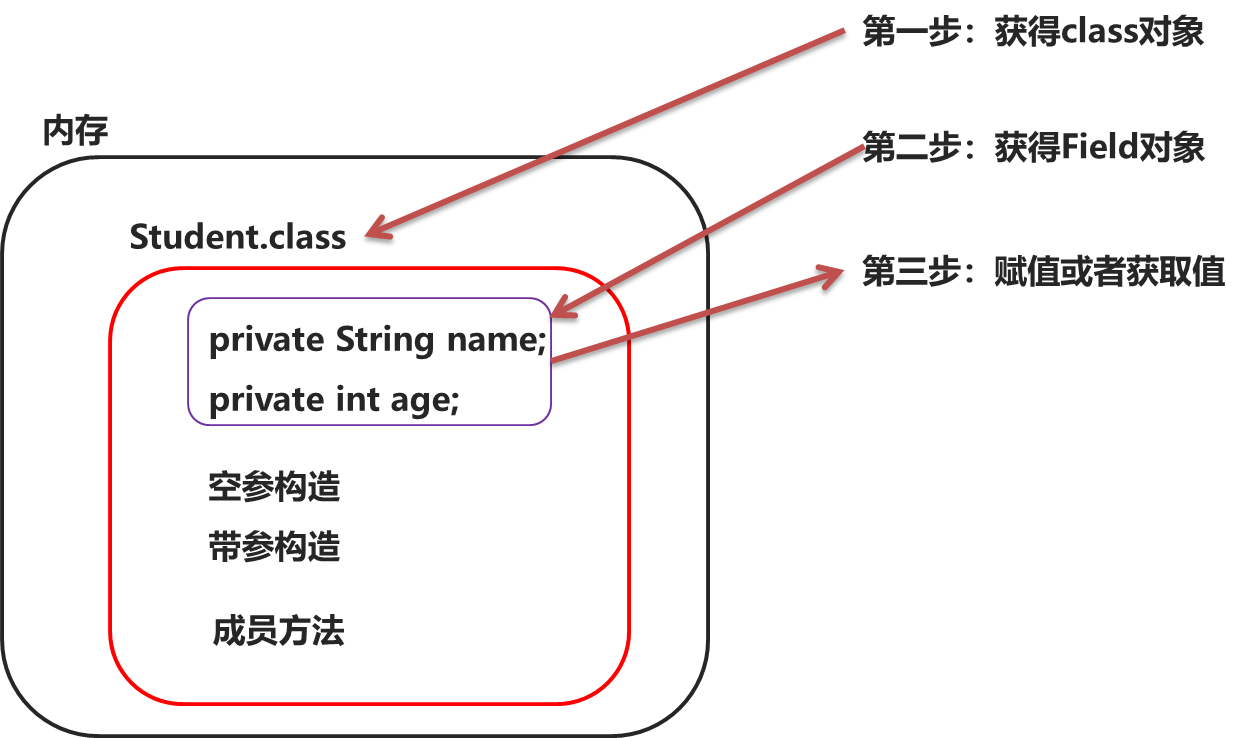 第一步：获得class对象
内存
第二步：获得Field对象
Student.class
第三步：赋值或者获取值
private String name;
private int age;
空参构造
带参构造
成员方法